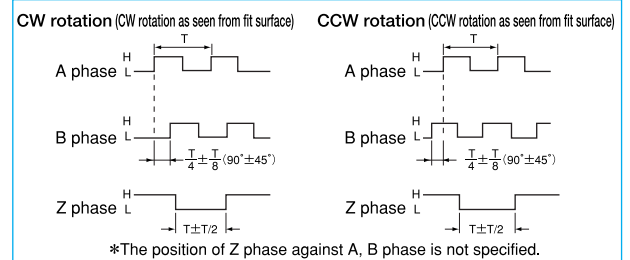 CW rotation (CW rotation as seen from fit surface) CCW rotation (CCW rotation as seen from fit surface)
T T
A phase H L A phase H L
B phase H L B phase H L
T/4±T/8 (90°±45°) T/4±T/8 (90°±45°)
Z phase H L Z phase H L
T±T/2 T±T/2
*The position of Z phase against A, B phase is not specified.